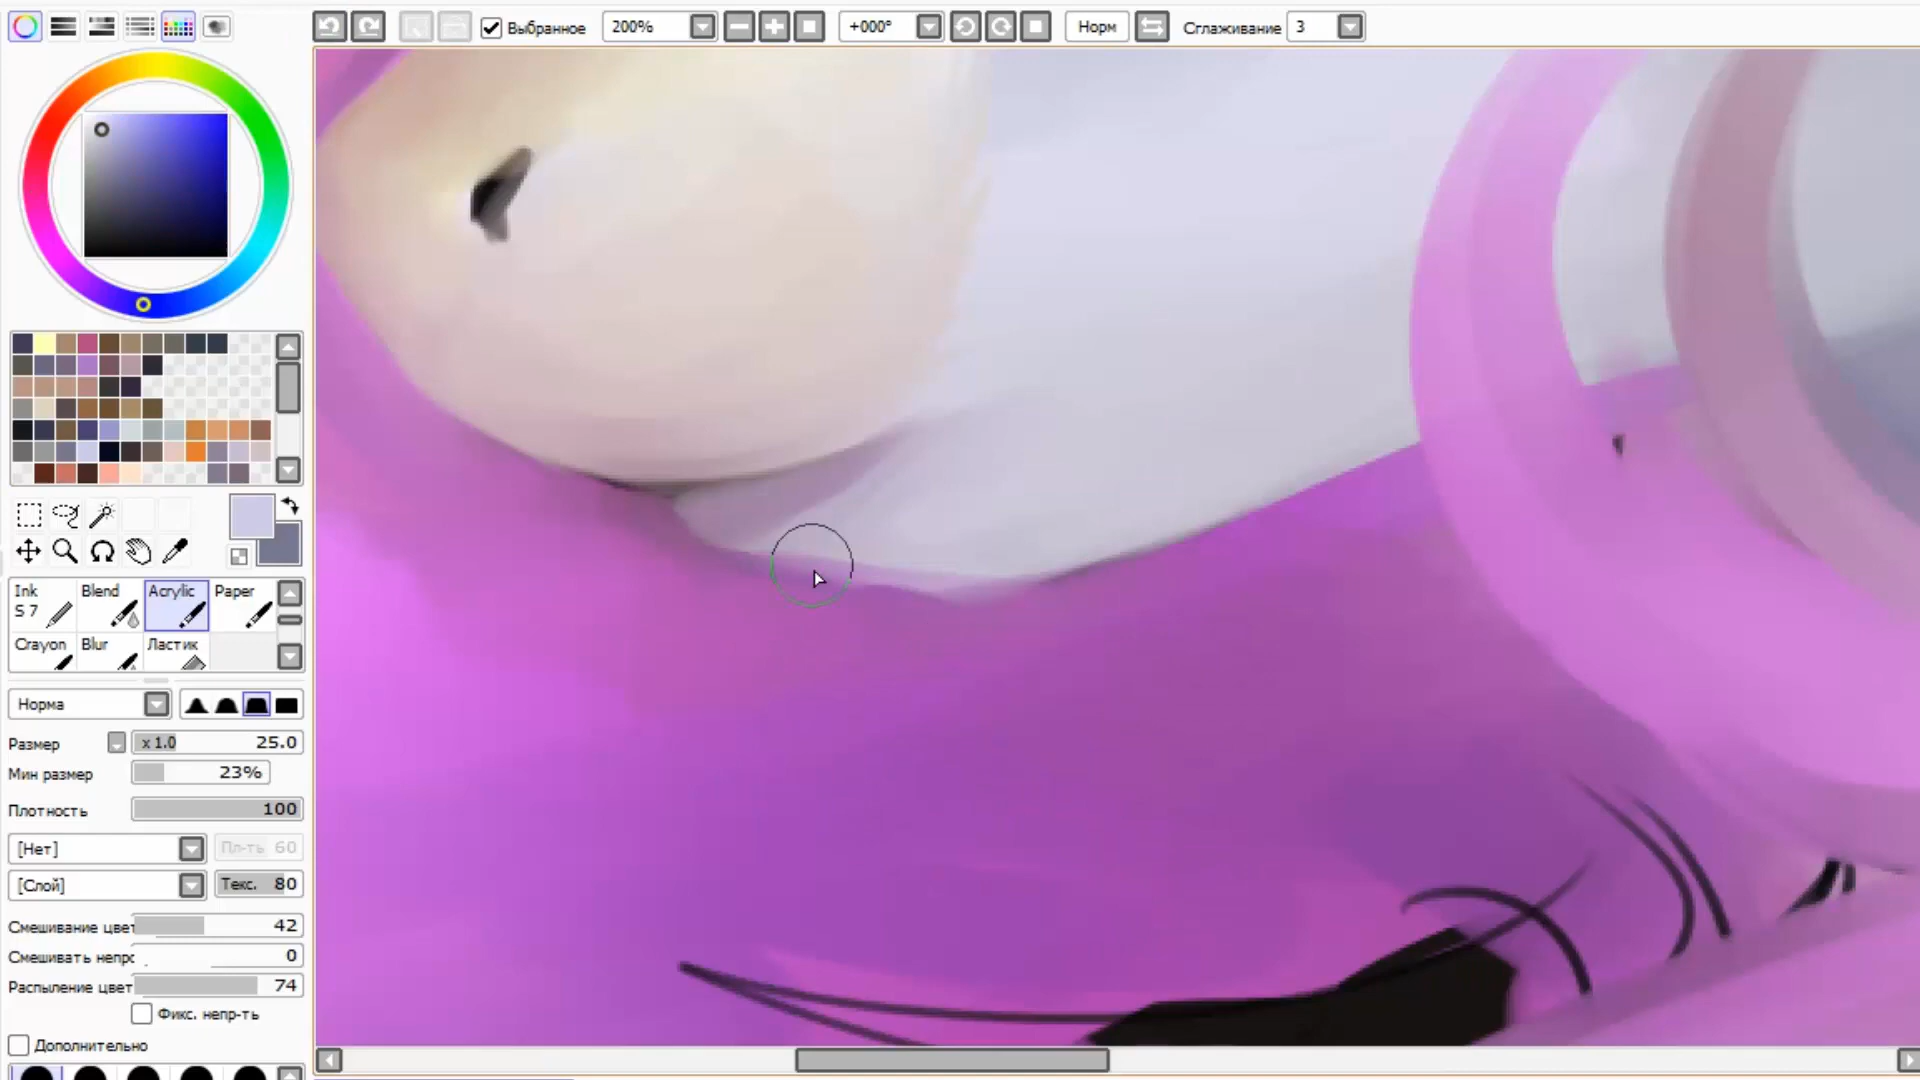 Выбранное 200% +000° Норм Сглаживание 3
Ink Blend Acrylic Paper
S 7
Crayon Blur Ластик
Норма
Размер x 1.0 25.0
Мин размер 23%
Плотность 100
[Нет] Пл-ть 60
[Слой] Текс. 80
Смешивание цвет 42
Смешивать непрс 0
Распыление цвет 74
Фикс. непр-ть
Дополнительно